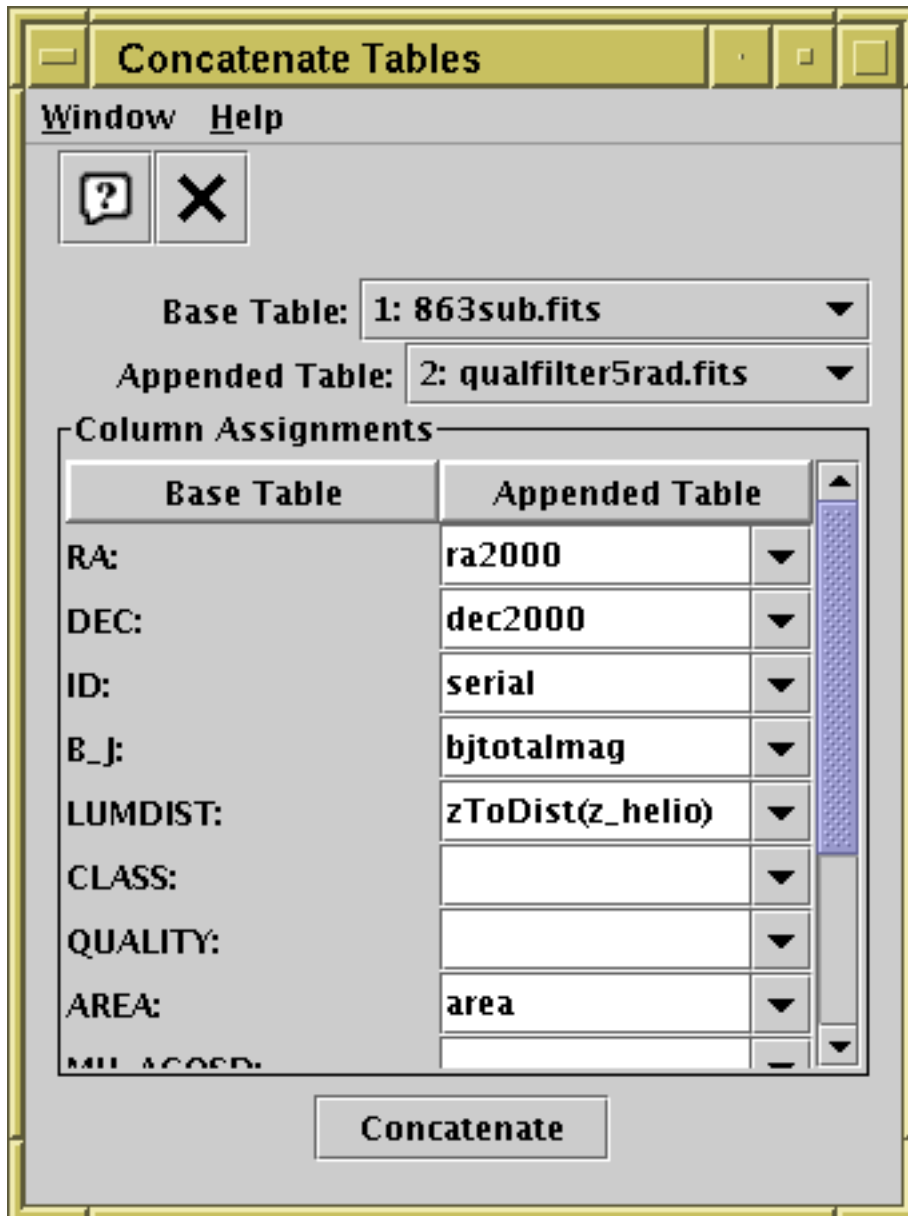 Concatenate Tables
Window Help
?
Base Table: 1: 863sub.fits
Appended Table: 2: qualfilter5rad.fits
Column Assignments
Base Table Appended Table
RA: ra2000
DEC: dec2000
ID: serial
B_J: bjtotalmag
LUMDIST: zToDist(z_helio)
CLASS:
QUALITY:
AREA: area
Concatenate